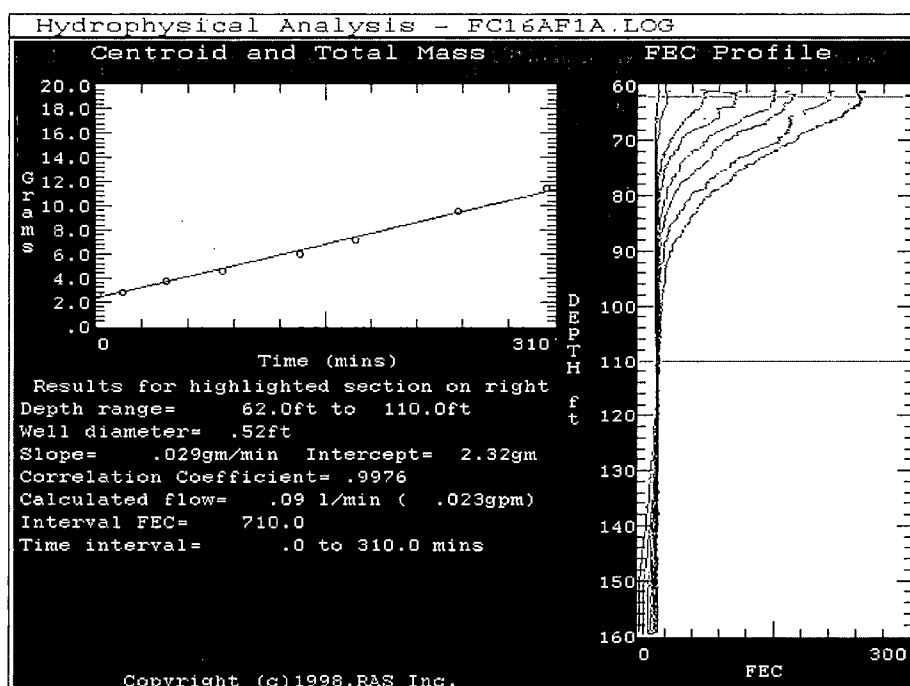 Hydrophysical Analysis - FC16AF1A.LOG
Centroid and Total Mass
20.0
18.0
16.0
14.0
12.0
10.0
8.0
6.0
4.0
2.0
.0
Grams
0
310
Time (mins)
Results for highlighted section on right
Depth range= 62.0ft to 110.0ft
Well diameter= .52ft
Slope= .029gm/min Intercept= 2.32gm
Correlation Coefficient= .9976
Calculated flow= .09 l/min ( .023gpm)
Interval FEC= 710.0
Time interval= .0 to 310.0 mins
Copyright (c)1998.RAS Inc.
FEC Profile
60
70
80
90
100
110
120
130
140
150
160
DEPTH ft
0
300
FEC